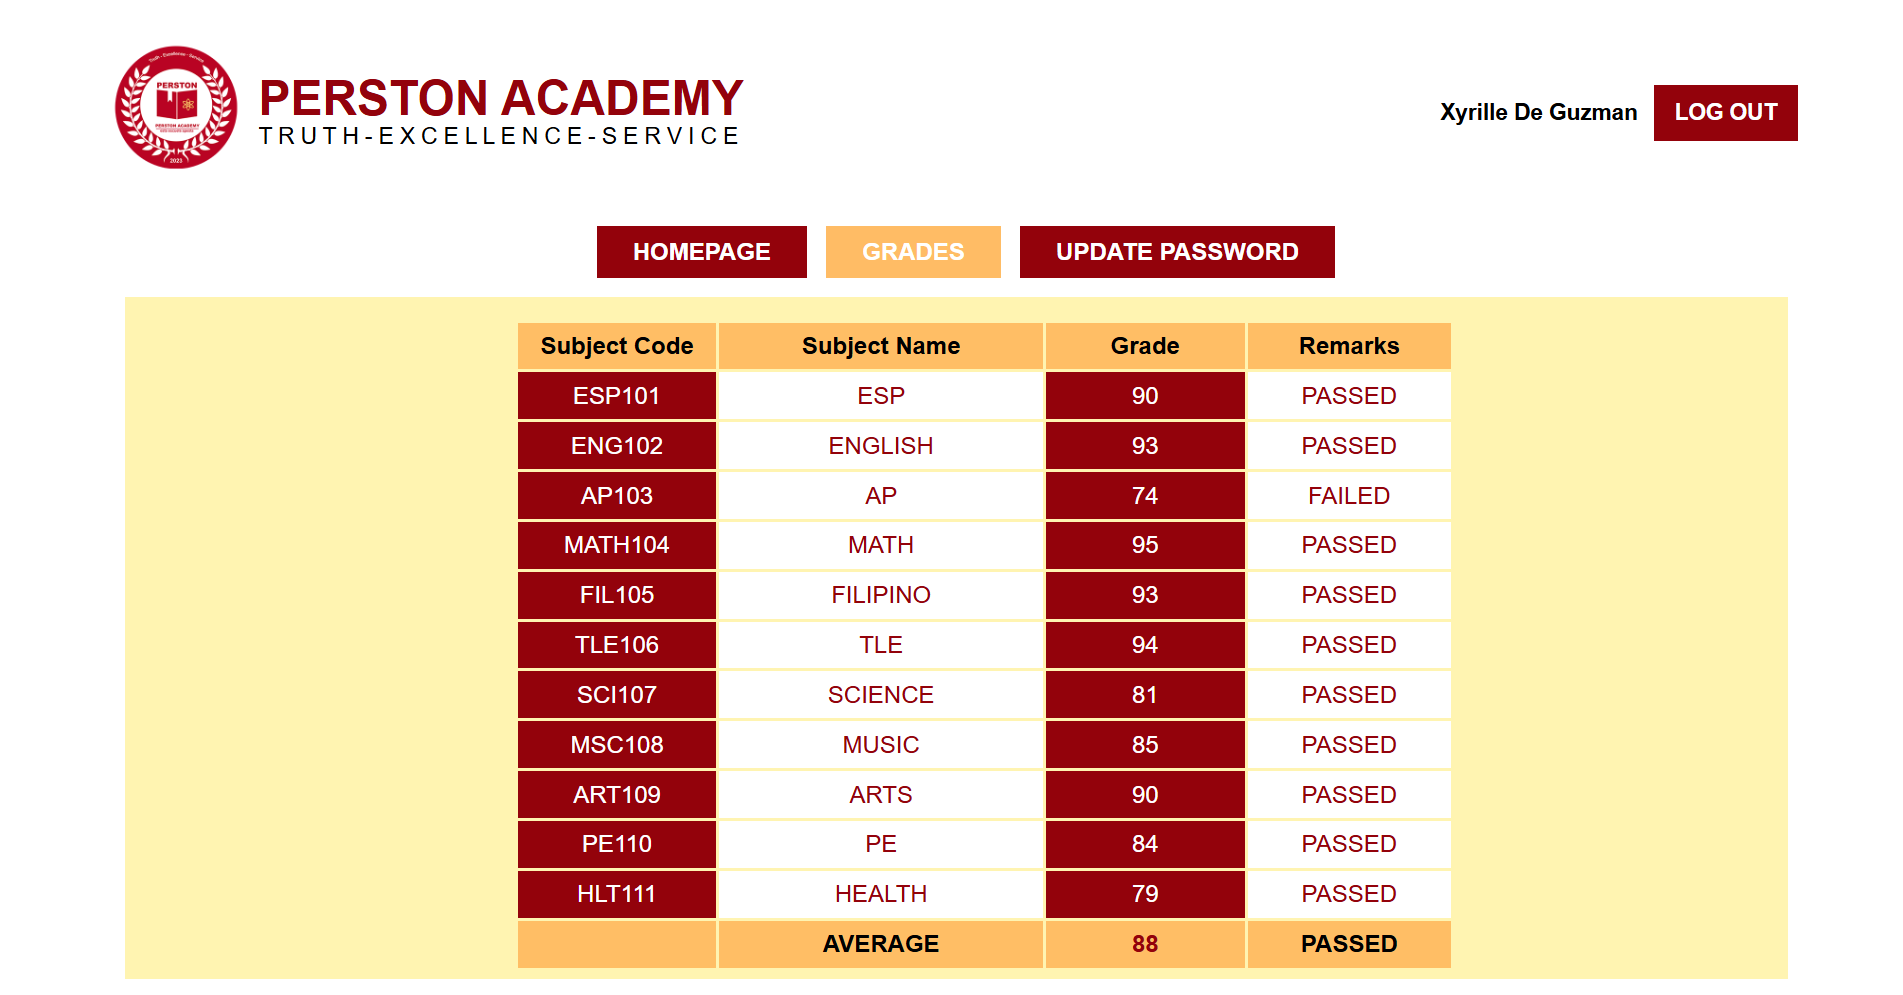 Truth - Excellence - Service
PERSTON
PERSTON ACADEMY
2023
PERSTON ACADEMY
TRUTH-EXCELLENCE-SERVICE
Xyrille De Guzman LOG OUT
HOMEPAGE GRADES UPDATE PASSWORD
Subject Code Subject Name Grade Remarks
ESP101 ESP 90 PASSED
ENG102 ENGLISH 93 PASSED
AP103 AP 74 FAILED
MATH104 MATH 95 PASSED
FIL105 FILIPINO 93 PASSED
TLE106 TLE 94 PASSED
SCI107 SCIENCE 81 PASSED
MSC108 MUSIC 85 PASSED
ART109 ARTS 90 PASSED
PE110 PE 84 PASSED
HLT111 HEALTH 79 PASSED
AVERAGE 88 PASSED